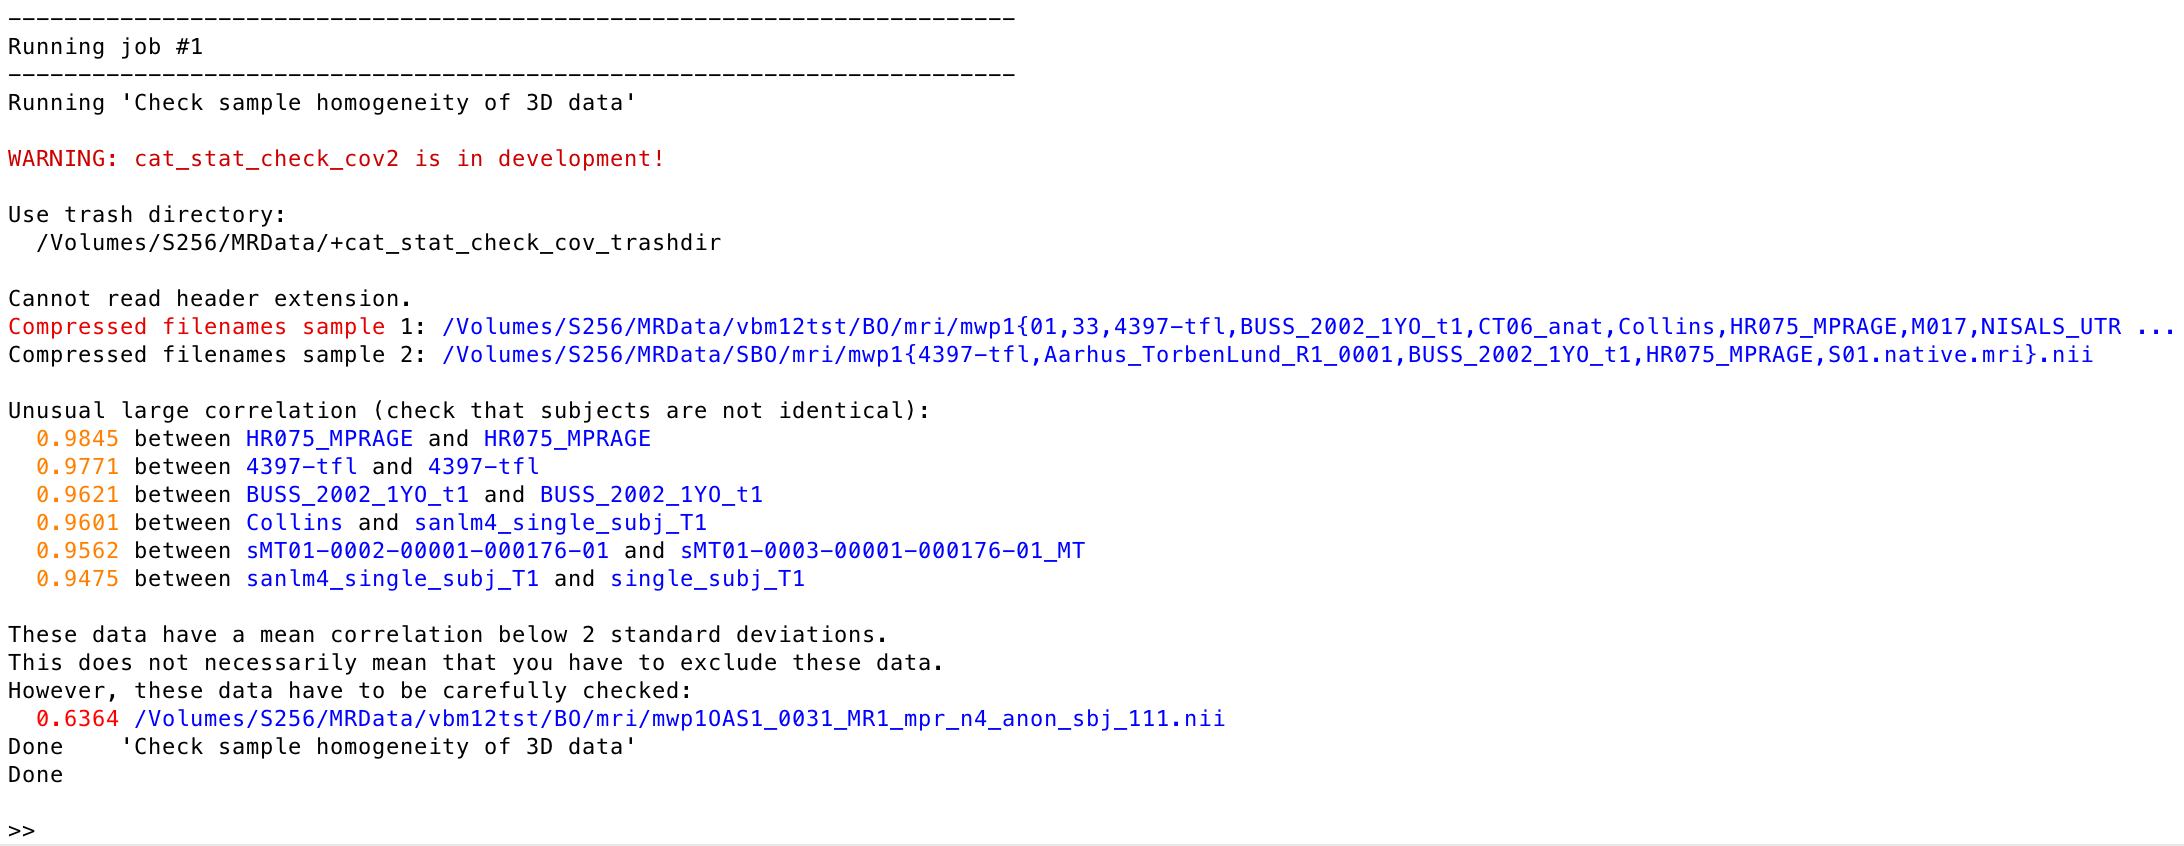 ------------------------------------------------------------------------
Running job #1
------------------------------------------------------------------------
Running 'Check sample homogeneity of 3D data'
WARNING: cat_stat_check_cov2 is in development!
Use trash directory:
/Volumes/S256/MRData/+cat_stat_check_cov_trashdir
Cannot read header extension.
Compressed filenames sample 1: /Volumes/S256/MRData/vbm12tst/BO/mri/mwp1{01,33,4397-tfl,BUSS_2002_1YO_t1,CT06_anat,Collins,HR075_MPRAGE,M017,NISALS_UTR ...
Compressed filenames sample 2: /Volumes/S256/MRData/SBO/mri/mwp1{4397-tfl,Aarhus_TorbenLund_R1_0001,BUSS_2002_1YO_t1,HR075_MPRAGE,S01.native.mri}.nii
Unusual large correlation (check that subjects are not identical):
0.9845 between HR075_MPRAGE and HR075_MPRAGE
0.9771 between 4397-tfl and 4397-tfl
0.9621 between BUSS_2002_1YO_t1 and BUSS_2002_1YO_t1
0.9601 between Collins and sanlm4_single_subj_T1
0.9562 between sMT01-0002-00001-000176-01 and sMT01-0003-00001-000176-01_MT
0.9475 between sanlm4_single_subj_T1 and single_subj_T1
These data have a mean correlation below 2 standard deviations.
This does not necessarily mean that you have to exclude these data.
However, these data have to be carefully checked:
0.6364 /Volumes/S256/MRData/vbm12tst/BO/mri/mwp1OAS1_0031_MR1_mpr_n4_anon_sbj_111.nii
Done    'Check sample homogeneity of 3D data'
Done
>>